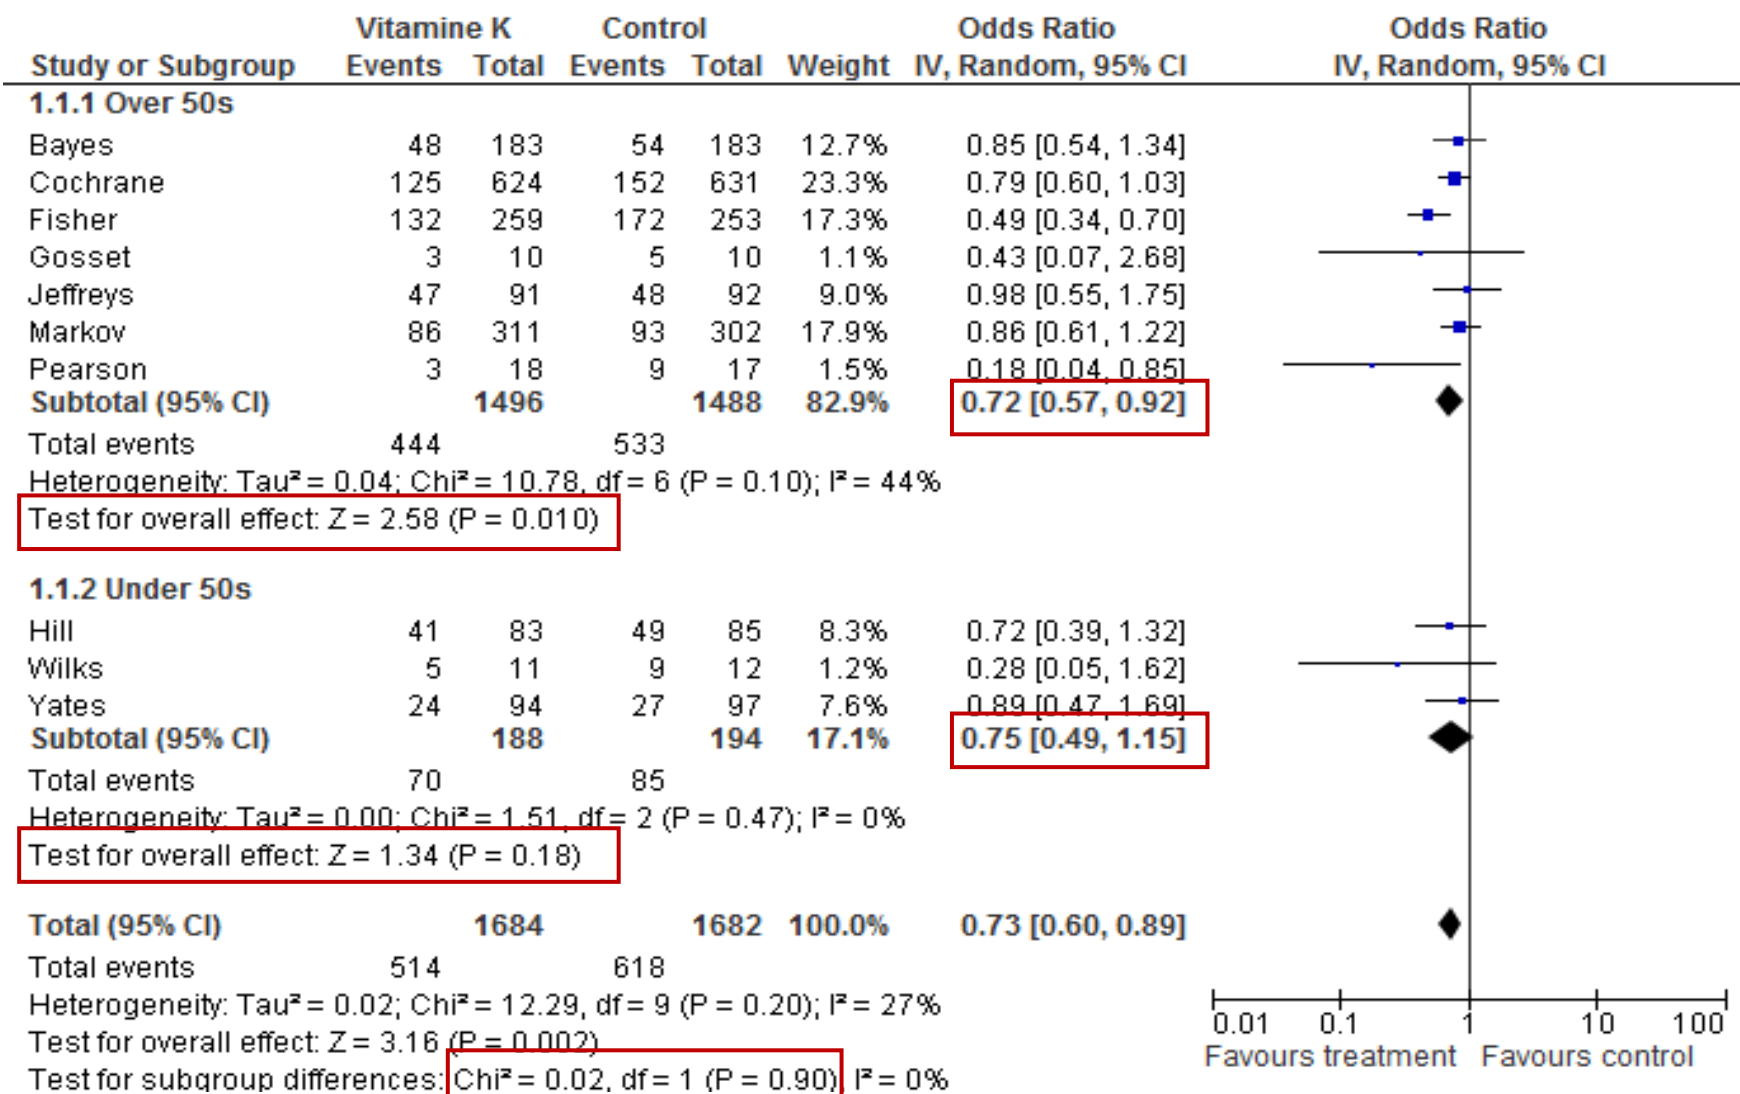 Vitamine K Control Odds Ratio Odds Ratio
Study or Subgroup Events Total Events Total Weight IV, Random, 95% CI IV, Random, 95% CI
1.1.1 Over 50s
Bayes 48 183 54 183 12.7% 0.85 [0.54, 1.34]
Cochrane 125 624 152 631 23.3% 0.79 [0.60, 1.03]
Fisher 132 259 172 253 17.3% 0.49 [0.34, 0.70]
Gosset 3 10 5 10 1.1% 0.43 [0.07, 2.68]
Jeffreys 47 91 48 92 9.0% 0.98 [0.55, 1.75]
Markov 86 311 93 302 17.9% 0.86 [0.61, 1.22]
Pearson 3 18 9 17 1.5% 0.18 [0.04, 0.85]
Subtotal (95% CI) 1496 1488 82.9% 0.72 [0.57, 0.92]
Total events 444 533
Heterogeneity: Tau² = 0.04; Chi² = 10.78, df = 6 (P = 0.10); I² = 44%
Test for overall effect: Z = 2.58 (P = 0.010)
1.1.2 Under 50s
Hill 41 83 49 85 8.3% 0.72 [0.39, 1.32]
Wilks 5 11 9 12 1.2% 0.28 [0.05, 1.62]
Yates 24 94 27 97 7.6% 0.89 [0.47, 1.69]
Subtotal (95% CI) 188 194 17.1% 0.75 [0.49, 1.15]
Total events 70 85
Heterogeneity: Tau² = 0.00; Chi² = 1.51, df = 2 (P = 0.47); I² = 0%
Test for overall effect: Z = 1.34 (P = 0.18)
Total (95% CI) 1684 1682 100.0% 0.73 [0.60, 0.89]
Total events 514 618
Heterogeneity: Tau² = 0.02; Chi² = 12.29, df = 9 (P = 0.20); I² = 27%
Test for overall effect: Z = 3.16 (P = 0.002)
Test for subgroup differences: Chi² = 0.02, df = 1 (P = 0.90), I² = 0%
0.01 0.1 1 10 100
Favours treatment Favours control